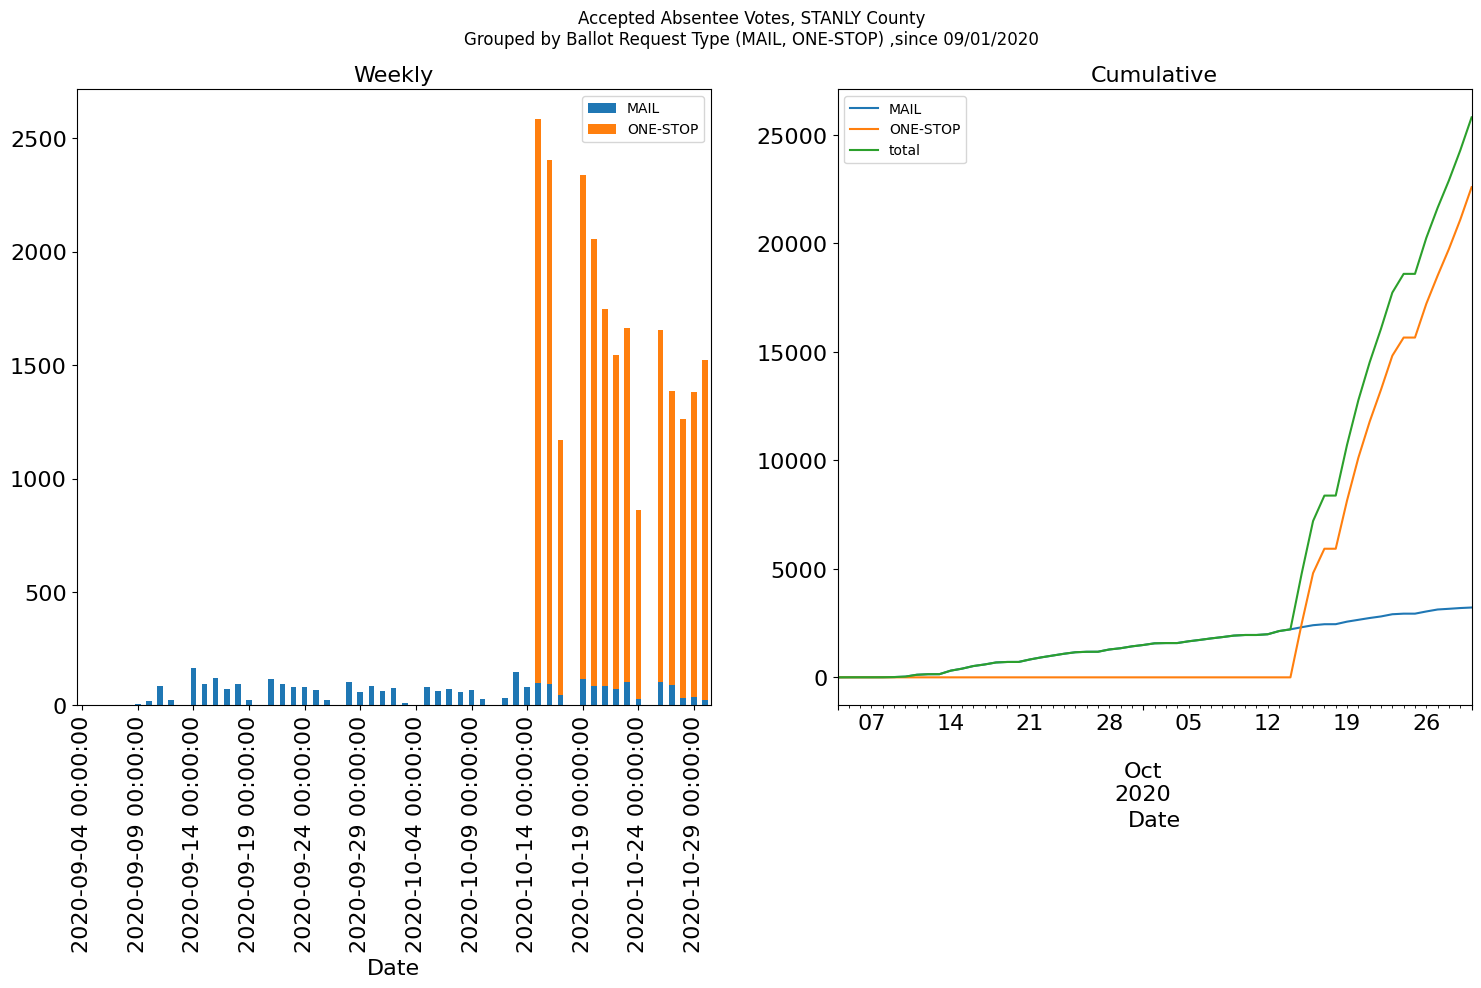 Accepted Absentee Votes, STANLY County
Grouped by Ballot Request Type (MAIL, ONE-STOP) ,since 09/01/2020
Weekly
MAIL
ONE-STOP
2500
2000
1500
1000
500
0
2020-09-04 00:00:00
2020-09-09 00:00:00
2020-09-14 00:00:00
2020-09-19 00:00:00
2020-09-24 00:00:00
2020-09-29 00:00:00
2020-10-04 00:00:00
2020-10-09 00:00:00
2020-10-14 00:00:00
2020-10-19 00:00:00
2020-10-24 00:00:00
2020-10-29 00:00:00
Date
Cumulative
MAIL
ONE-STOP
total
25000
20000
15000
10000
5000
0
07 14 21 28 05 12 19 26
Oct
2020
Date